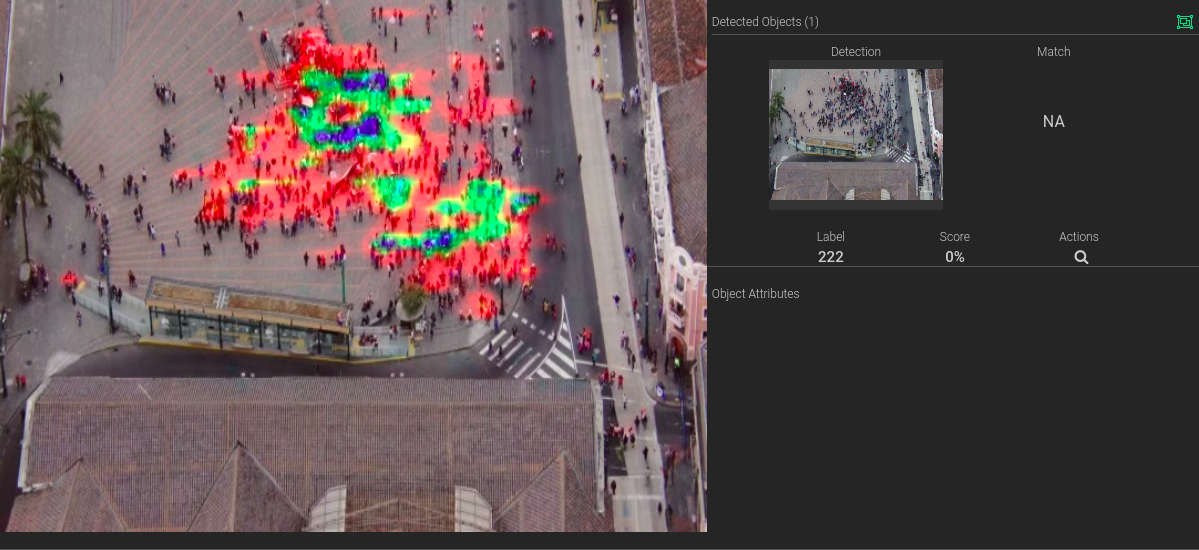 Detected Objects (1)
Detection Match
NA
Label Score Actions
222 0%
Object Attributes